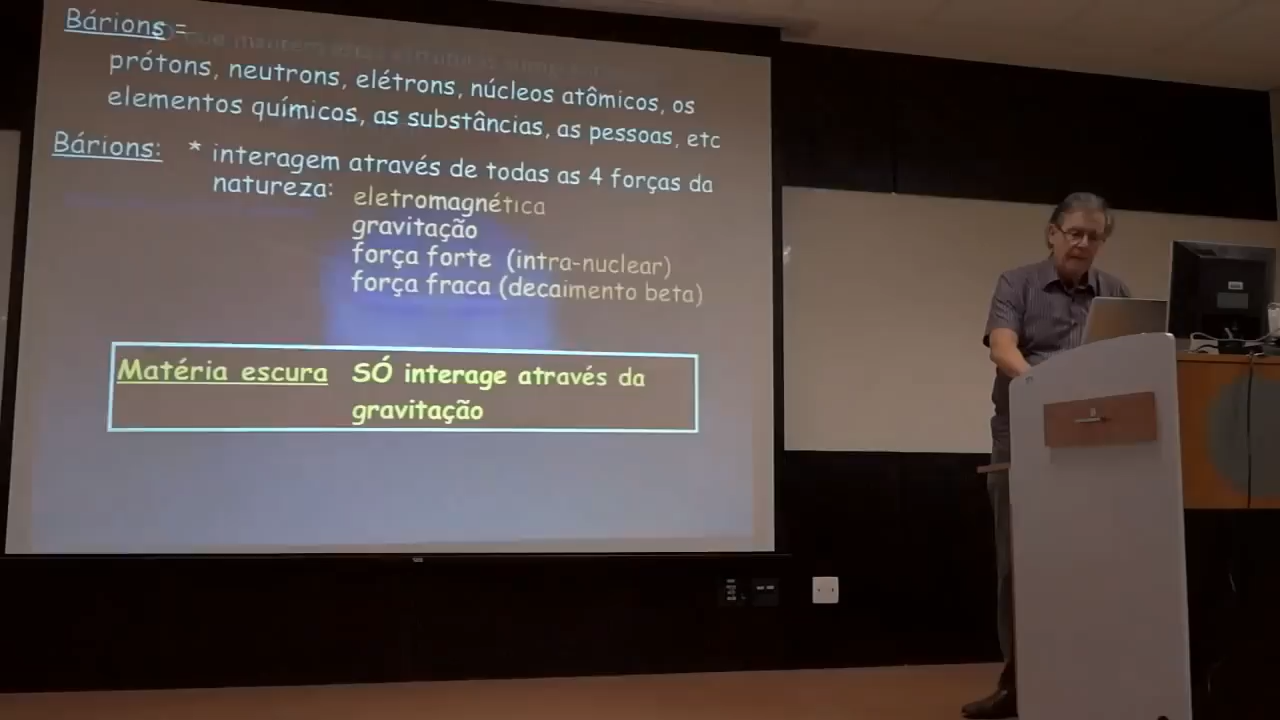 Bárions =
prótons, neutrons, elétrons, núcleos atômicos, os
elementos químicos, as substâncias, as pessoas, etc
Bárions: * interagem através de todas as 4 forças da
natureza: eletromagnética
gravitação
força forte (intra-nuclear)
força fraca (decaimento beta)
Matéria escura SÓ interage através da
gravitação